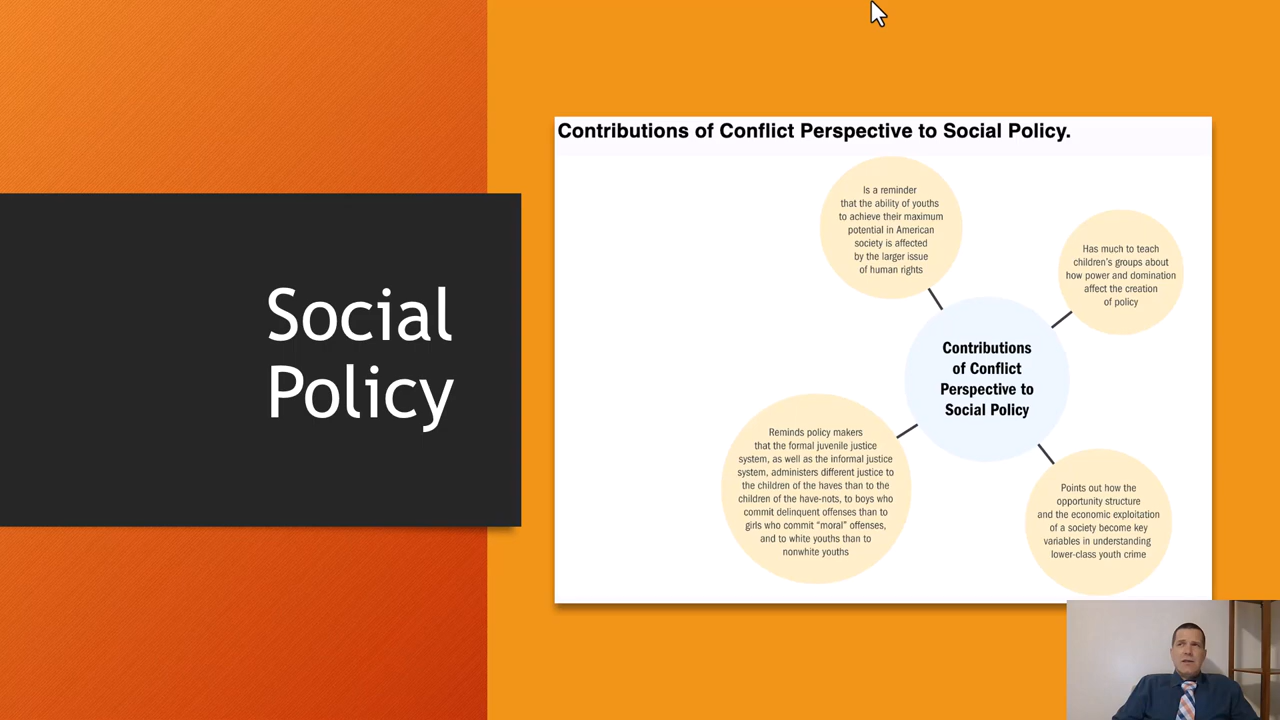 Social
Policy
Contributions of Conflict Perspective to Social Policy.
Is a reminder
that the ability of youths
to achieve their maximum
potential in American
society is affected
by the larger issue
of human rights
Has much to teach
children's groups about
how power and domination
affect the creation
of policy
Contributions
of Conflict
Perspective to
Social Policy
Reminds policy makers
that the formal juvenile justice
system, as well as the informal justice
system, administers different justice to
the children of the haves than to the
children of the have-nots, to boys who
commit delinquent offenses than to
girls who commit “moral” offenses,
and to white youths than to
nonwhite youths
Points out how the
opportunity structure
and the economic exploitation
of a society become key
variables in understanding
lower-class youth crime